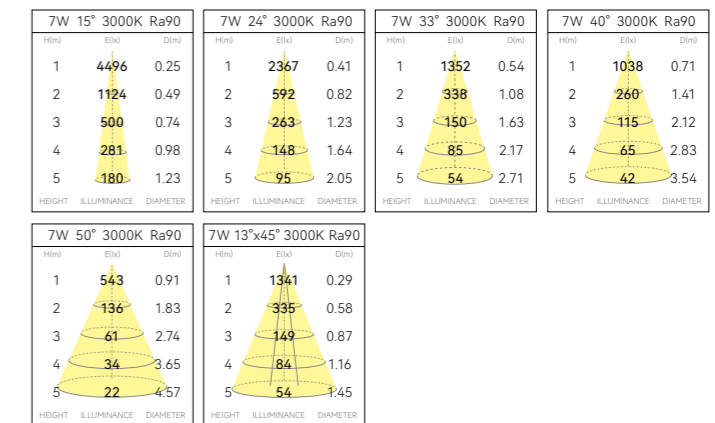 7W 15° 3000K Ra90
H(m) E(lx) D(m)
1 4496 0.25
2 1124 0.49
3 500 0.74
4 281 0.98
5 180 1.23
HEIGHT ILLUMINANCE DIAMETER
7W 24° 3000K Ra90
H(m) E(lx) D(m)
1 2367 0.41
2 592 0.82
3 263 1.23
4 148 1.64
5 95 2.05
HEIGHT ILLUMINANCE DIAMETER
7W 33° 3000K Ra90
H(m) E(lx) D(m)
1 1352 0.54
2 338 1.08
3 150 1.63
4 85 2.17
5 54 2.71
HEIGHT ILLUMINANCE DIAMETER
7W 40° 3000K Ra90
H(m) E(lx) D(m)
1 1038 0.71
2 260 1.41
3 115 2.12
4 65 2.83
5 42 3.54
HEIGHT ILLUMINANCE DIAMETER
7W 50° 3000K Ra90
H(m) E(lx) D(m)
1 543 0.91
2 136 1.83
3 61 2.74
4 34 3.65
5 22 4.57
HEIGHT ILLUMINANCE DIAMETER
7W 13°x45° 3000K Ra90
H(m) E(lx) D(m)
1 1341 0.29
2 335 0.58
3 149 0.87
4 84 1.16
5 54 1.45
HEIGHT ILLUMINANCE DIAMETER